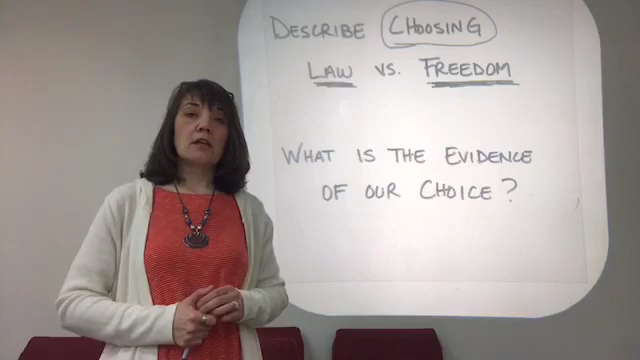 DESCRIBE CHOOSING
LAW VS. FREEDOM
WHAT IS THE EVIDENCE
OF OUR CHOICE?